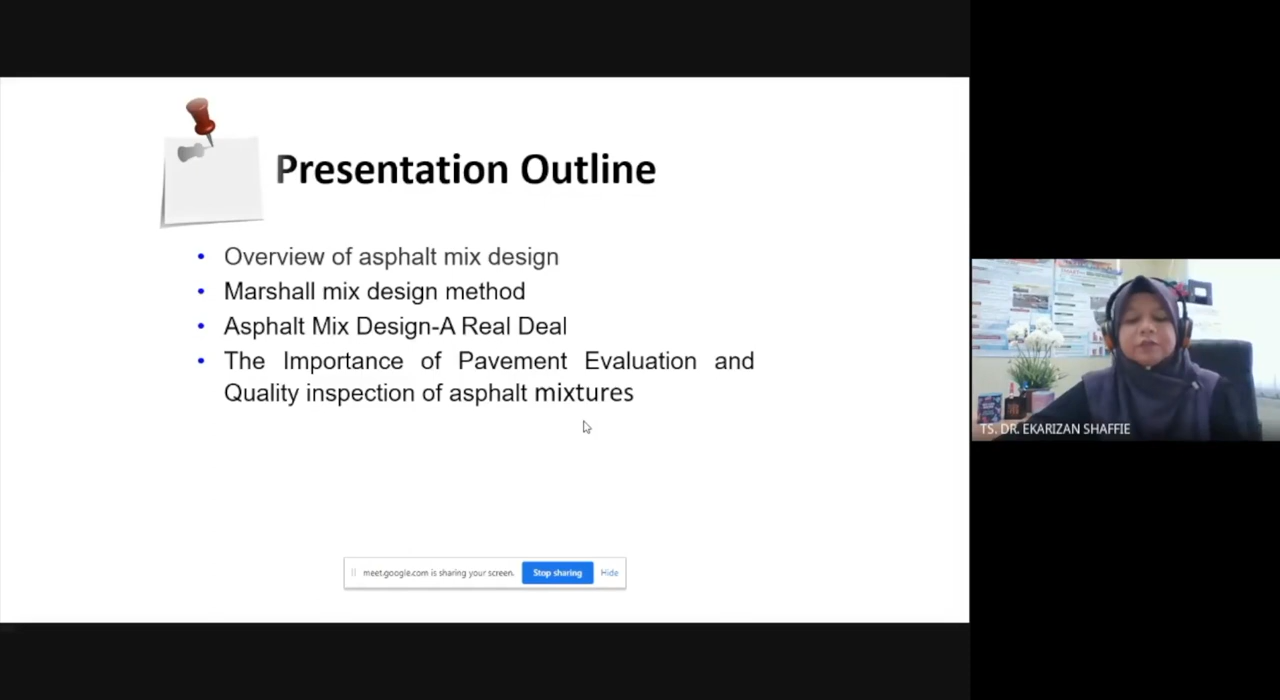 Presentation Outline
• Overview of asphalt mix design
• Marshall mix design method
• Asphalt Mix Design-A Real Deal
• The Importance of Pavement Evaluation and
Quality inspection of asphalt mixtures
meet.google.com is sharing your screen.
Stop sharing
Hide
TS. DR. EKARIZAN SHAFFIE